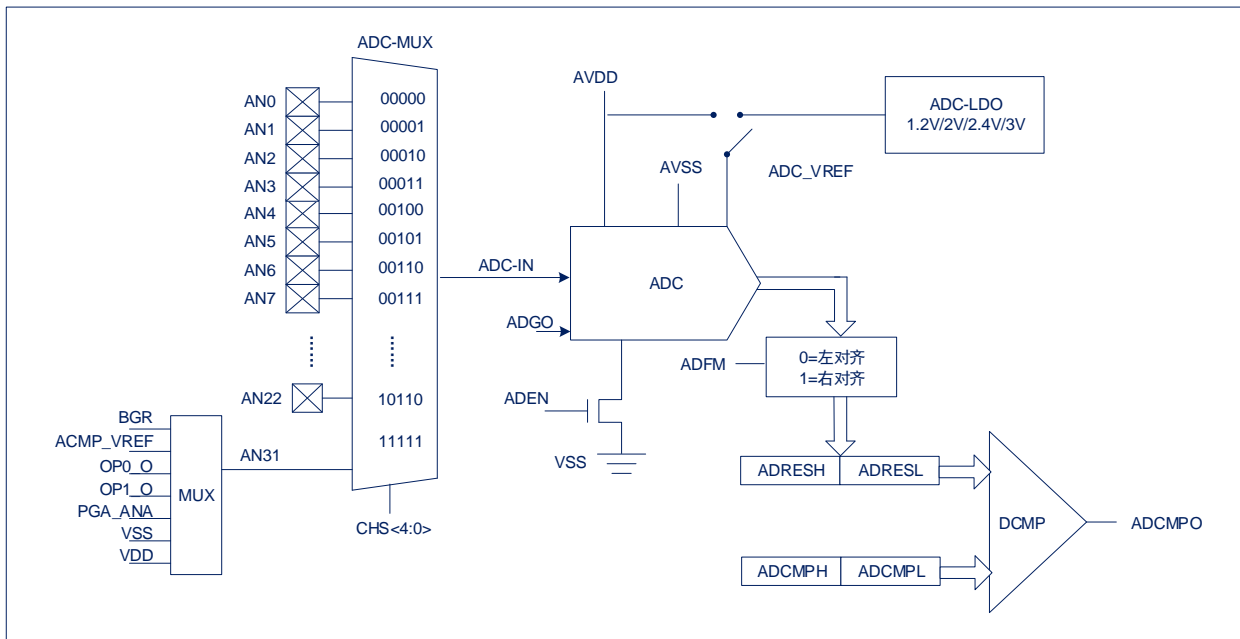 ADC-MUX
AN0
00000
AN1
00001
AN2
00010
AN3
00011
AN4
00100
AN5
00101
AN6
00110
AN7
00111
AN22
10110
11111
AN31
BGR
ACMP_VREF
OP0_O
OP1_O
PGA_ANA
VSS
VDD
MUX
CHS<4:0>
ADC-IN
AVDD
AVSS
ADC_VREF
ADC-LDO
1.2V/2V/2.4V/3V
ADC
ADGO
ADEN
VSS
ADFM
0=左对齐
1=右对齐
ADRESH
ADRESL
ADCMPH
ADCMPL
DCMP
ADCMPO